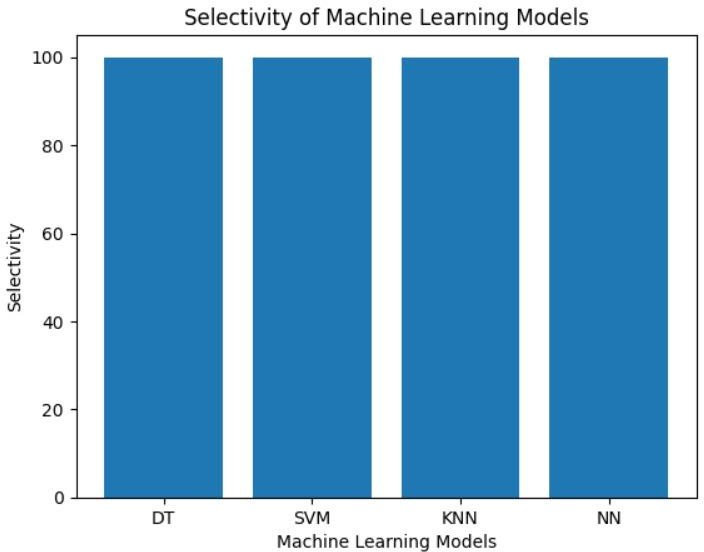 Selectivity of Machine Learning Models
100
80
60
40
20
0
Selectivity
DT SVM KNN NN
Machine Learning Models